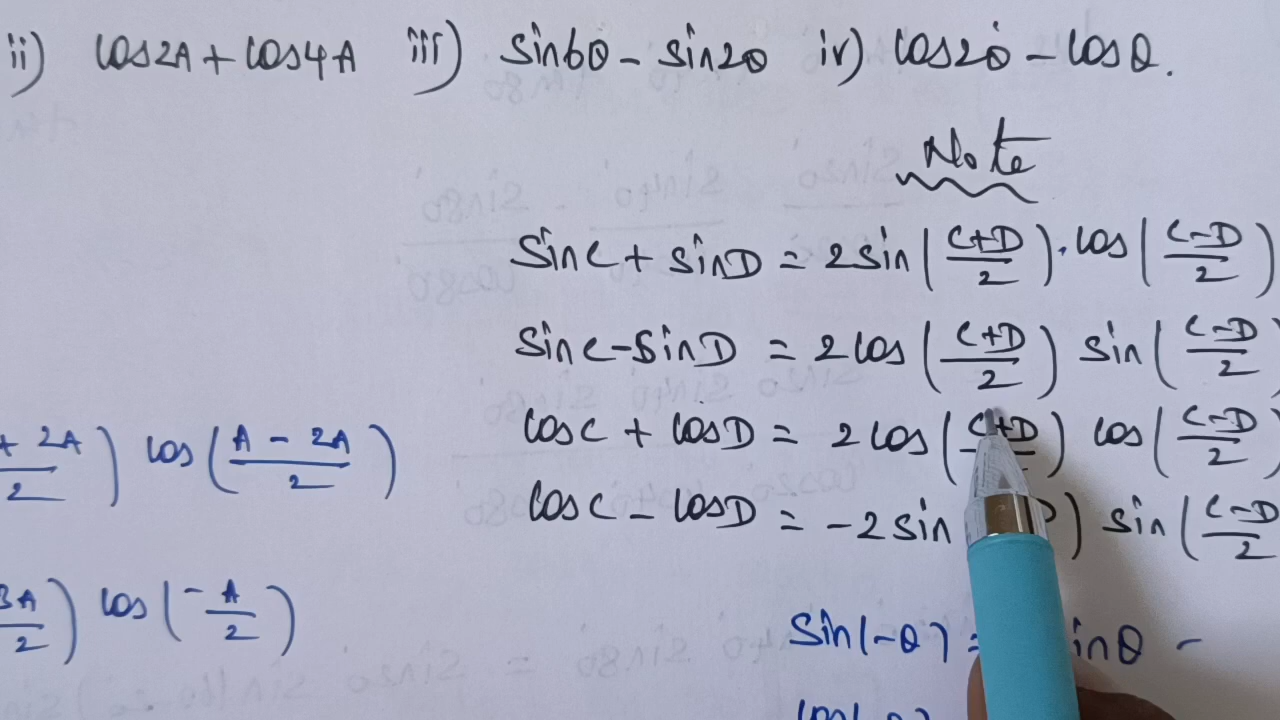 ii) cos2A + cos4A iii) sin6θ - sin2θ iv) cos2θ - cosθ.
Note
sinC + sinD = 2sin(C+D/2).cos(C-D/2)
sinC - sinD = 2cos(C+D/2) sin(C-D/2
cosC + cosD = 2cos(C+D) cos(C-D/2
+ 2A/2) cos(A - 2A/2)
cosC - cosD = -2sin D) sin(C-D/2
3A/2) cos(-A/2)
sin(-θ) = inθ -